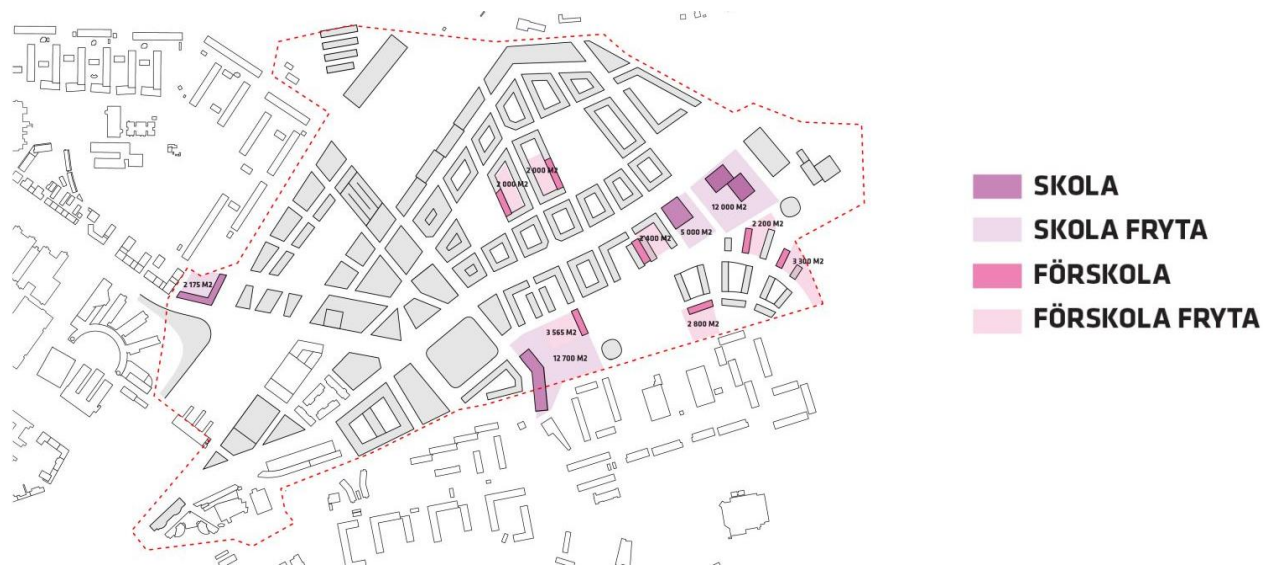 2 000 M2
2 000 M2
12 000 M2
5 000 M2
2 200 M2
2 400 M2
3 300 M2
2 175 M2
2 800 M2
3 565 M2
12 700 M2
SKOLA
SKOLA FRYTA
FÖRSKOLA
FÖRSKOLA FRYTA